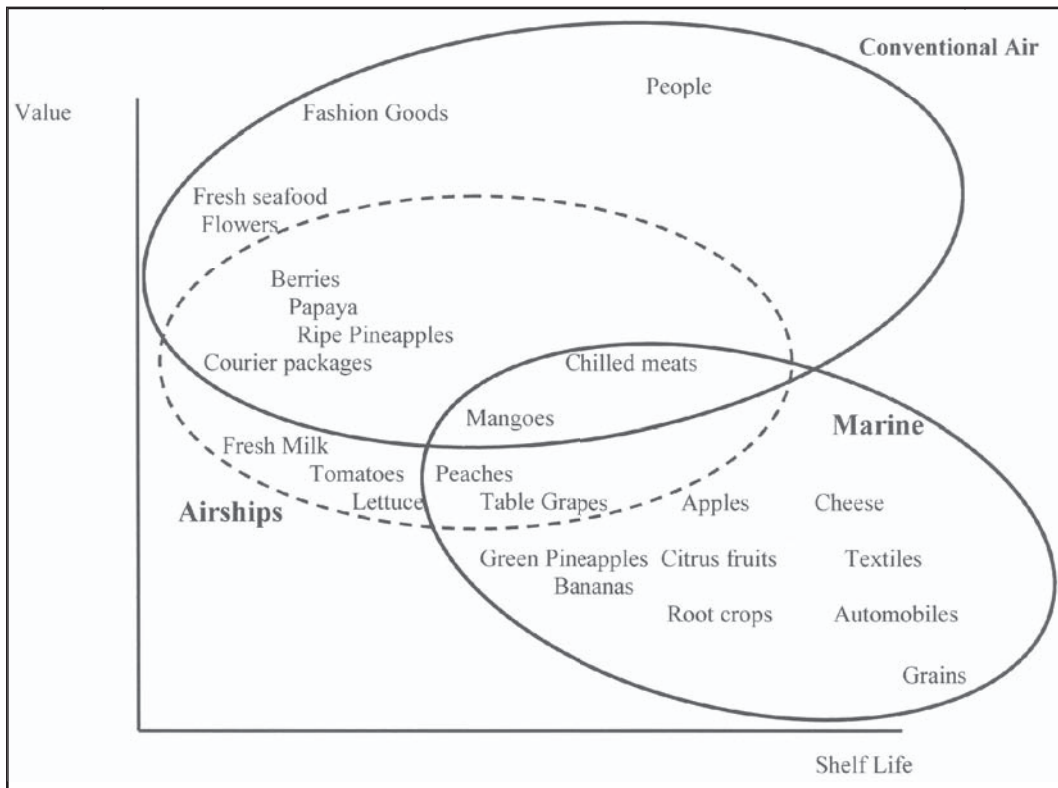 Conventional Air
People
Value
Fashion Goods
Fresh seafood
Flowers
Berries
Papaya
Ripe Pineapples
Courier packages
Chilled meats
Mangoes
Marine
Fresh Milk
Tomatoes
Peaches
Lettuce
Table Grapes
Apples
Cheese
Airships
Green Pineapples
Citrus fruits
Textiles
Bananas
Root crops
Automobiles
Grains
Shelf Life